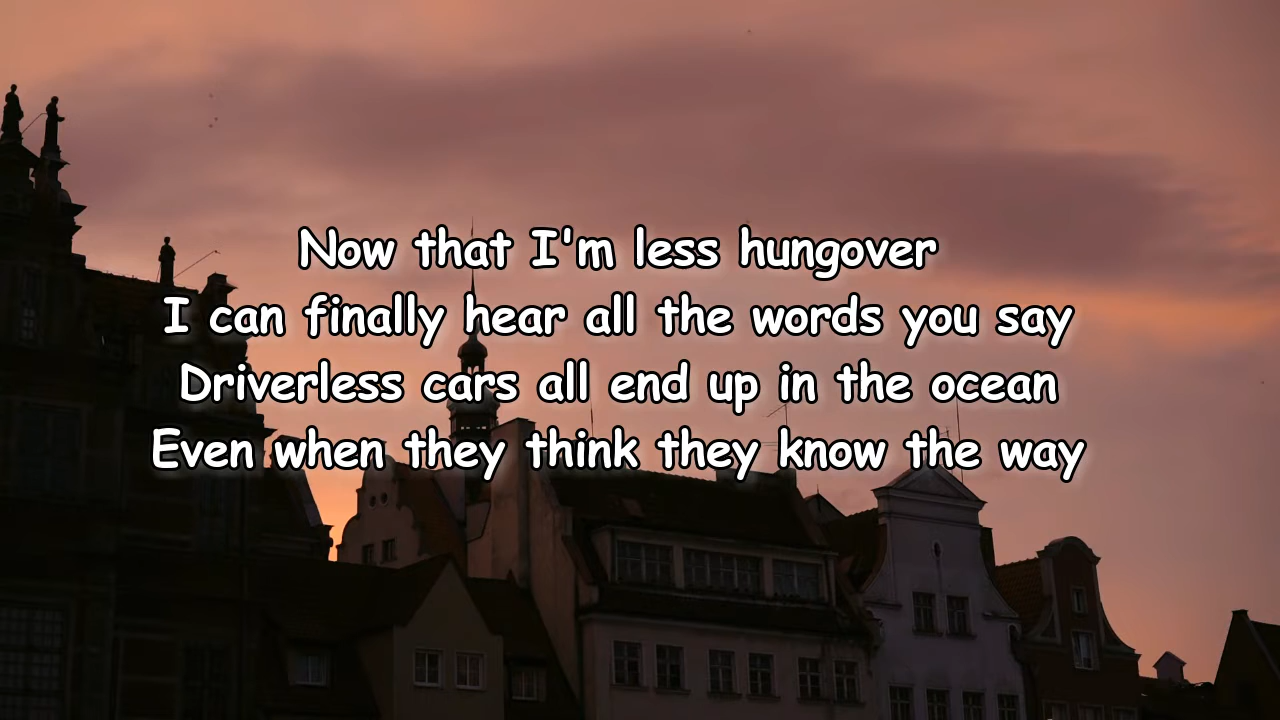 Now that I'm less hungover
I can finally hear all the words you say
Driverless cars all end up in the ocean
Even when they think they know the way